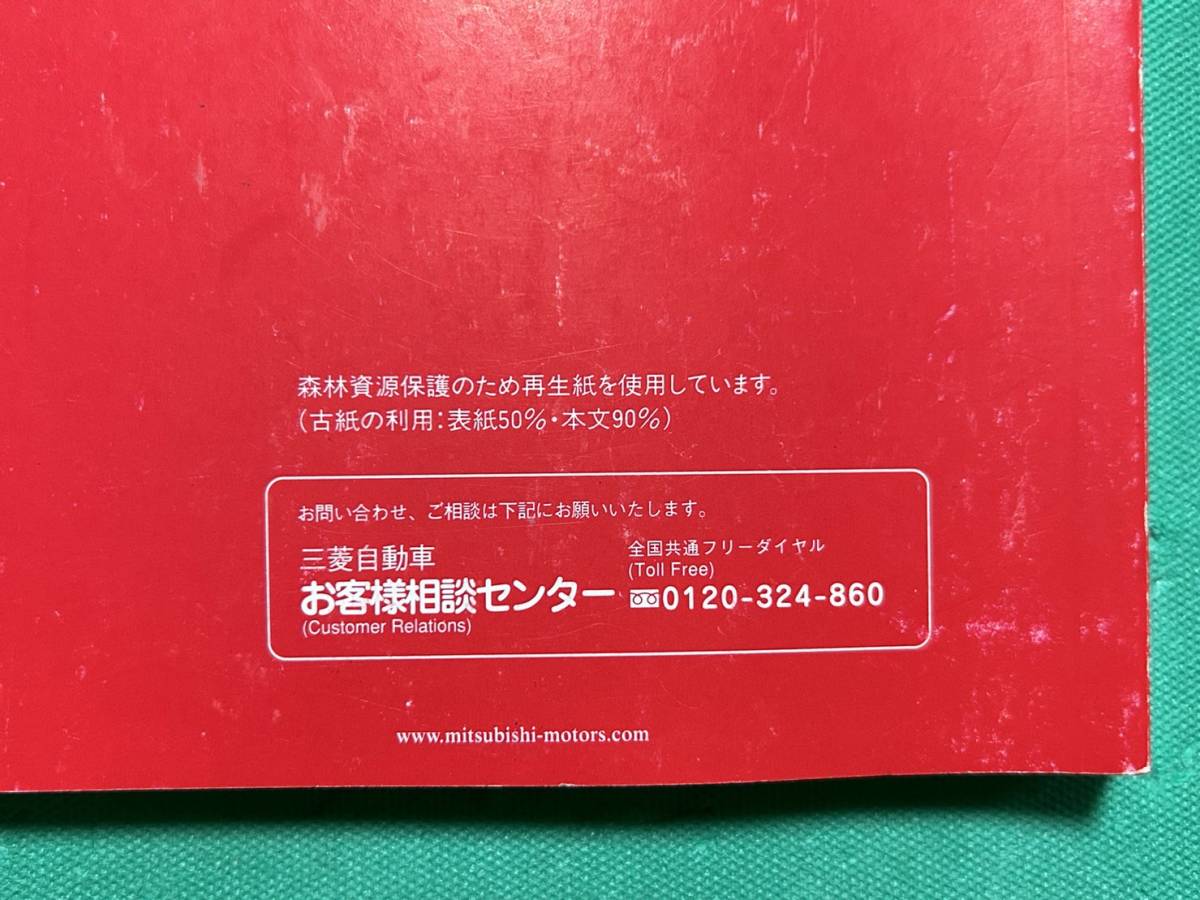 森林資源保護のため再生紙を使用しています。
(古紙の利用：表紙50%・本文90%)
お問い合わせ、ご相談は下記にお願いいたします。
三菱自動車
お客様相談センター
(Customer Relations)
全国共通フリーダイヤル
(Toll Free)
0120-324-860
www.mitsubishi-motors.com